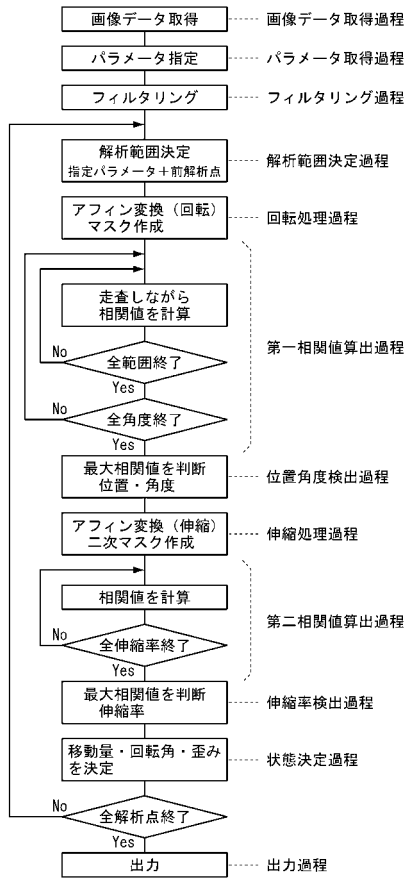 画像データ取得 画像データ取得過程
パラメータ指定 パラメータ取得過程
フィルタリング フィルタリング過程
解析範囲決定
指定パラメータ＋前解析点
解析範囲決定過程
アフィン変換（回転）
マスク作成
回転処理過程
走査しながら
相関値を計算
No 全範囲終了
Yes
第一相関値算出過程
No 全角度終了
Yes
最大相関値を判断
位置・角度
位置角度検出過程
アフィン変換（伸縮）
二次マスク作成
伸縮処理過程
相関値を計算
第二相関値算出過程
No 全伸縮率終了
Yes
最大相関値を判断
伸縮率
伸縮率検出過程
移動量・回転角・歪み
を決定
状態決定過程
No 全解析点終了
Yes
出力 出力過程